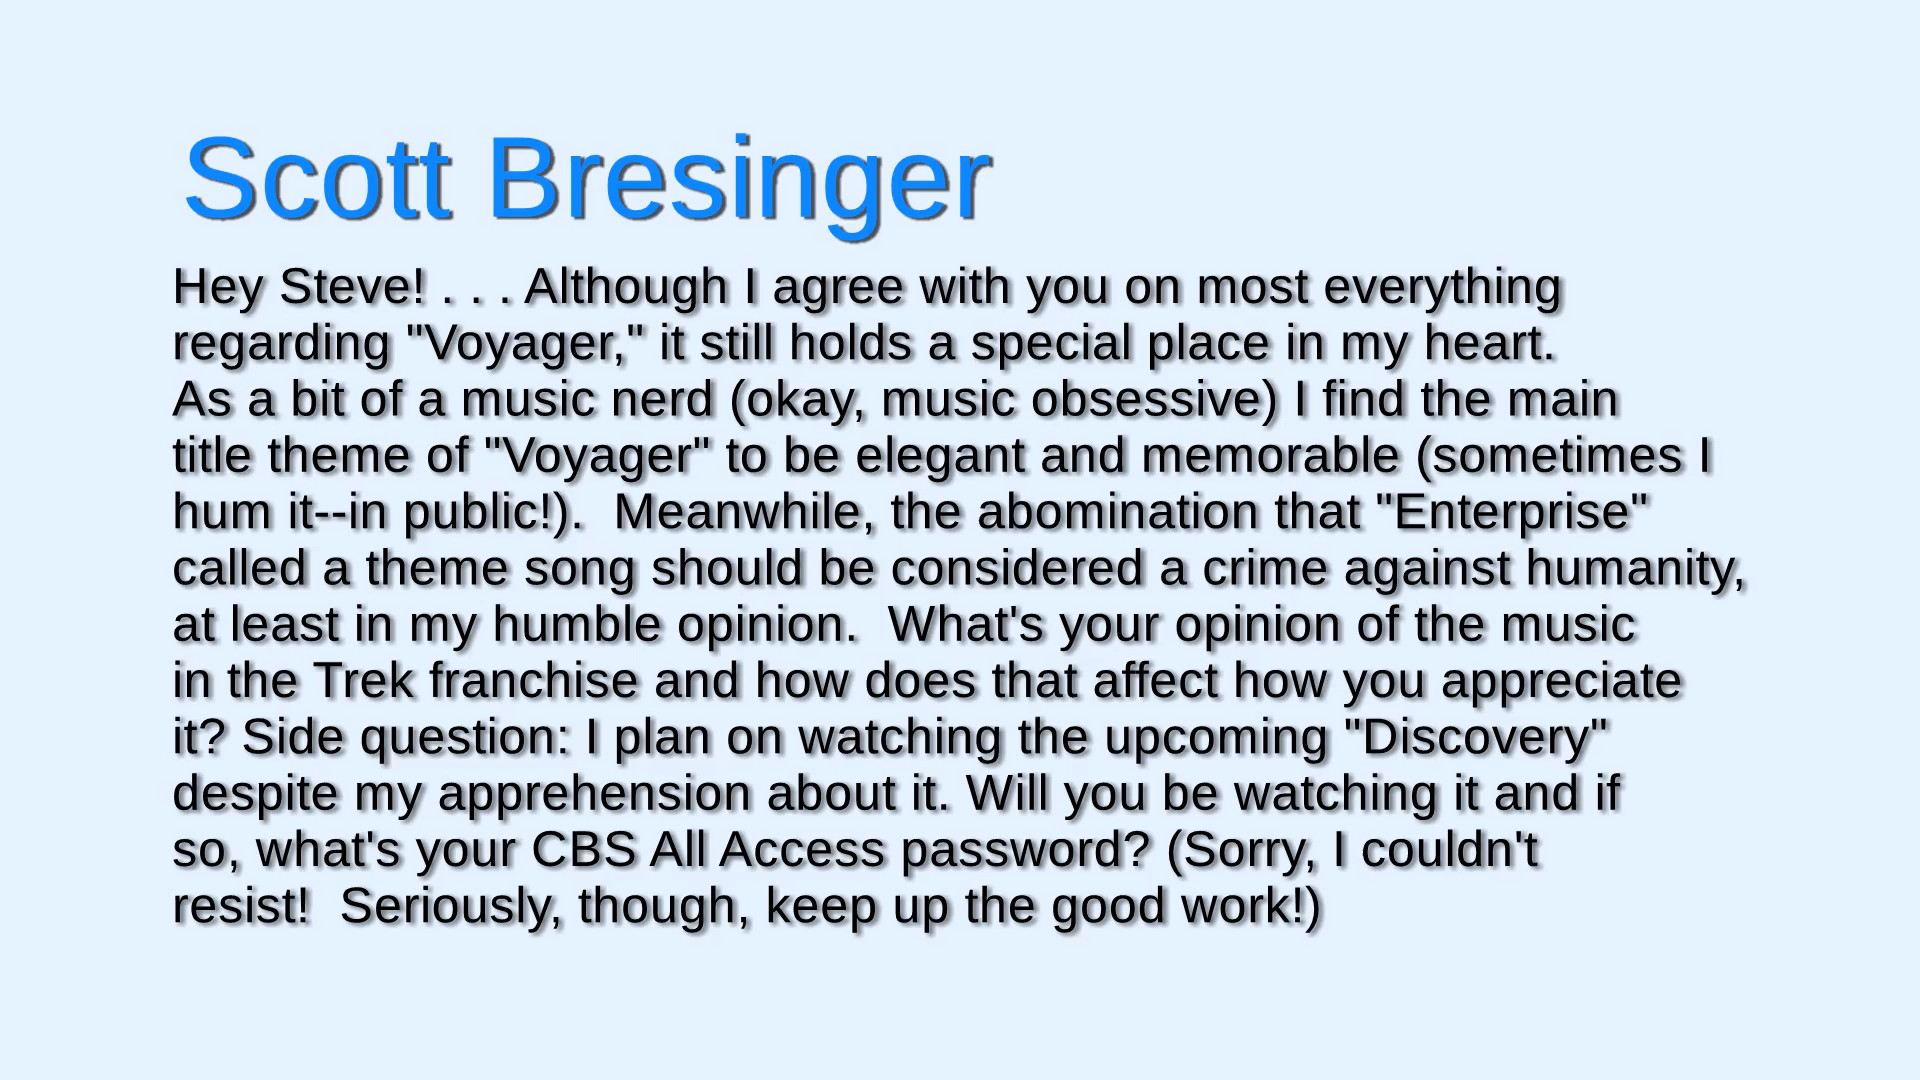 Scott Bresinger
Hey Steve! . . . Although I agree with you on most everything
regarding "Voyager," it still holds a special place in my heart.
As a bit of a music nerd (okay, music obsessive) I find the main
title theme of "Voyager" to be elegant and memorable (sometimes I
hum it--in public!).  Meanwhile, the abomination that "Enterprise"
called a theme song should be considered a crime against humanity,
at least in my humble opinion.  What's your opinion of the music
in the Trek franchise and how does that affect how you appreciate
it? Side question: I plan on watching the upcoming "Discovery"
despite my apprehension about it. Will you be watching it and if
so, what's your CBS All Access password? (Sorry, I couldn't
resist!  Seriously, though, keep up the good work!)